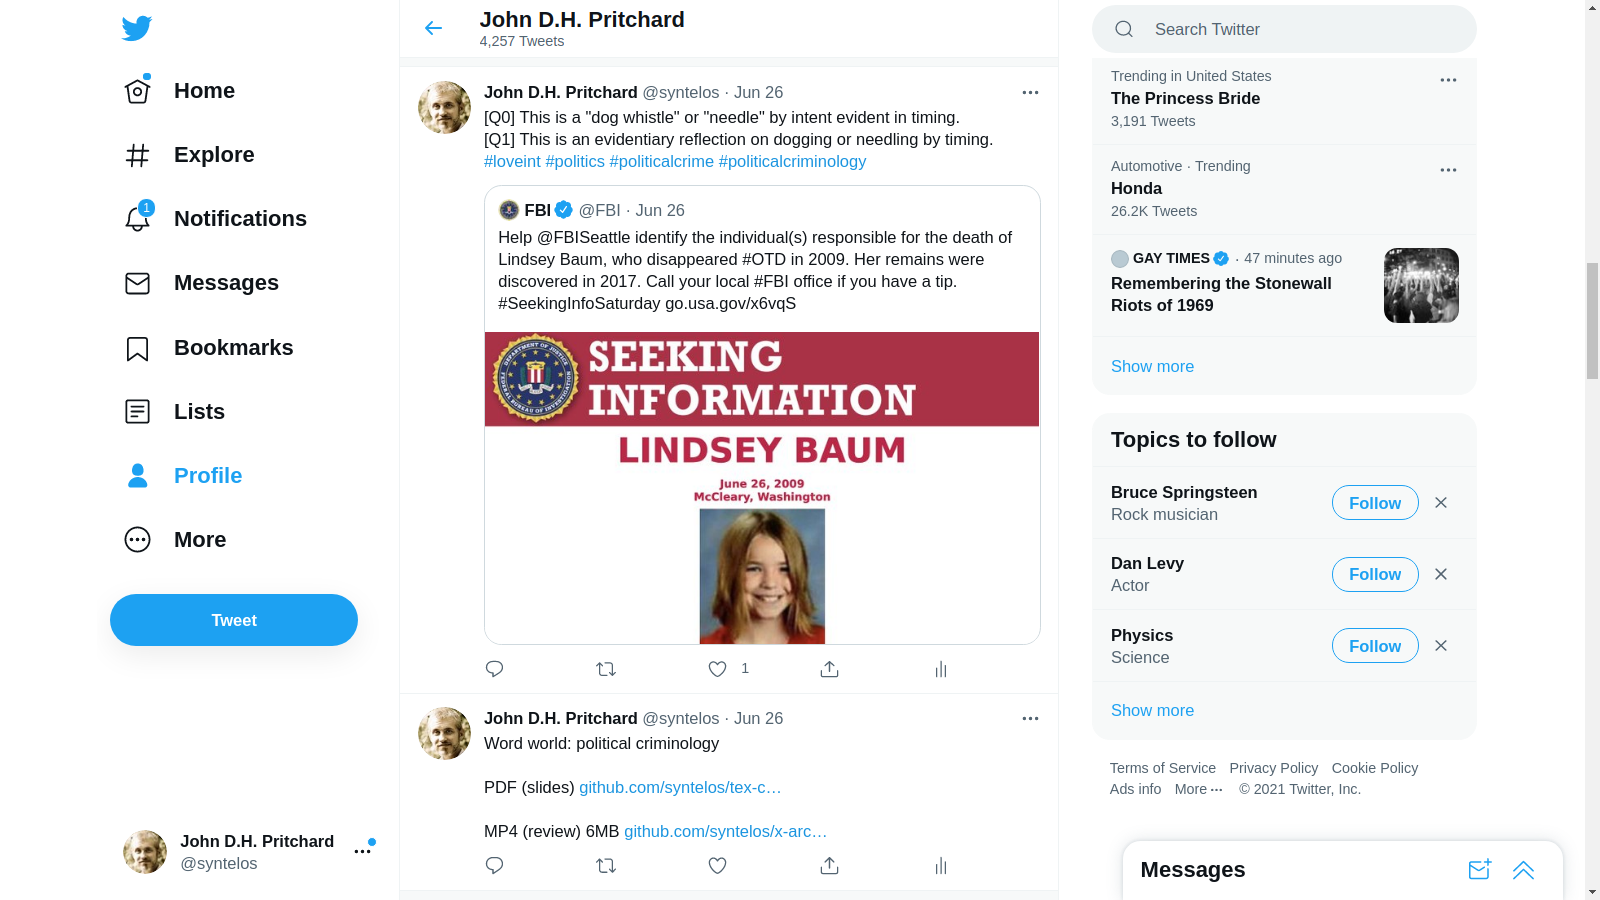 Home
Explore
1
Notifications
Messages
Bookmarks
Lists
Profile
More
Tweet
John D.H. Pritchard
@syntelos
John D.H. Pritchard
4,257 Tweets
John D.H. Pritchard @syntelos · Jun 26
[Q0] This is a "dog whistle" or "needle" by intent evident in timing.
[Q1] This is an evidentiary reflection on dogging or needling by timing.
#loveint #politics #politicalcrime #politicalcriminology
FBI @FBI · Jun 26
Help @FBISeattle identify the individual(s) responsible for the death of
Lindsey Baum, who disappeared #OTD in 2009. Her remains were
discovered in 2017. Call your local #FBI office if you have a tip.
#SeekingInfoSaturday go.usa.gov/x6vqS
DEPARTMENT OF JUSTICE
FEDERAL BUREAU OF INVESTIGATION
SEEKING
INFORMATION
LINDSEY BAUM
June 26, 2009
McCleary, Washington
1
John D.H. Pritchard @syntelos · Jun 26
Word world: political criminology
PDF (slides) github.com/syntelos/tex-c…
MP4 (review) 6MB github.com/syntelos/x-arc…
Search Twitter
Trending in United States
The Princess Bride
3,191 Tweets
Automotive · Trending
Honda
26.2K Tweets
GAY TIMES · 47 minutes ago
Remembering the Stonewall
Riots of 1969
Show more
Topics to follow
Bruce Springsteen
Rock musician
Follow
Dan Levy
Actor
Follow
Physics
Science
Follow
Show more
Terms of Service Privacy Policy Cookie Policy
Ads info More ··· © 2021 Twitter, Inc.
Messages